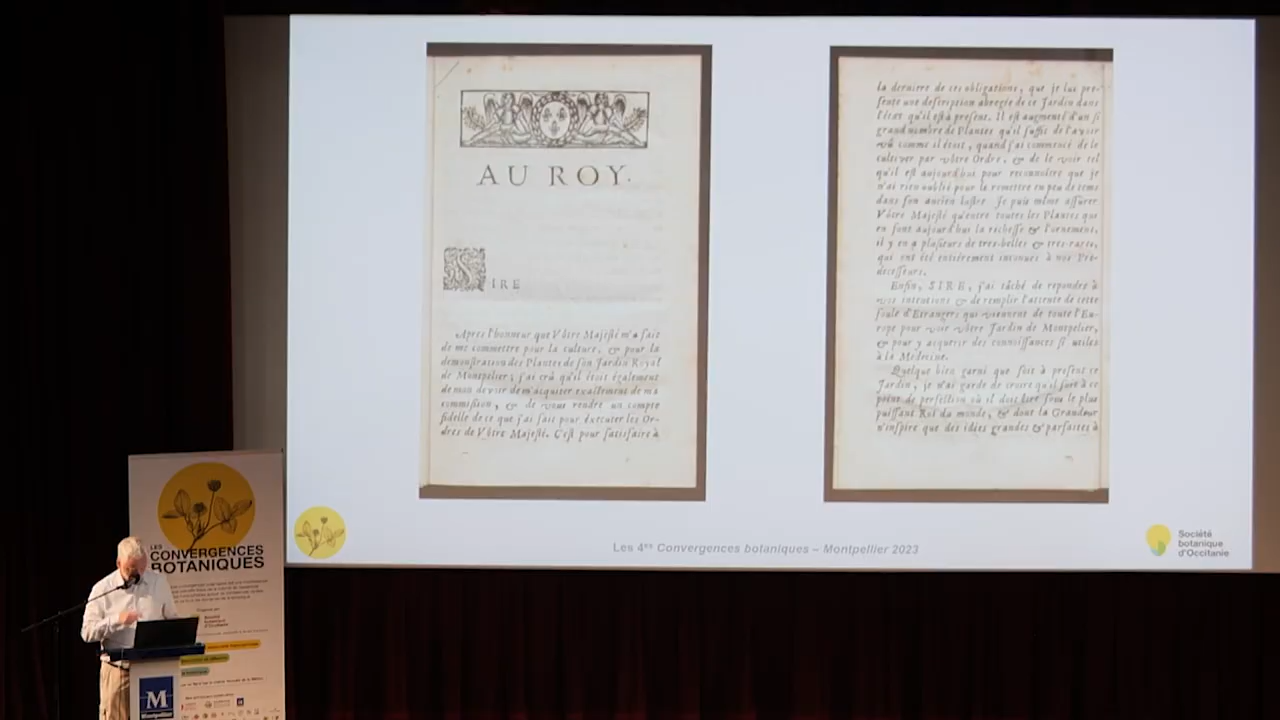 AU ROY.
SIRE
Apres l'honneur que Vôtre Majesté m'a fait
de me commettre pour la culture, & pour la
demonstration des Plantes de son Jardin Royal
de Montpelier; j'ai crû qu'il étoit également
de mon devoir de m'acquiter exactement de ma
commission, & de vous rendre un compte
fidelle de ce que j'ai fait pour éxecuter les Or-
dres de Vôtre Majesté. C'est pour satisfaire à
la derniere de ces obligations, que je lui pre-
sente une description abregée de ce Jardin dans
l'état qu'il est à present. Il est augmenté d'un si
grand nombre de Plantes qu'il suffit de l'avoir
vû comme il étoit, quand j'ai commencé de le
cultiver par vôtre Ordre, & de le voir tel
qu'il est aujourd'hui pour reconnoître que je
n'ai rien oublié pour le remettre en peu de tems
dans son ancien lustre. Je puis même assurer
Vôtre Majesté qu'entre toutes les Plantes que
en font aujourd'hui la richesse & l'ornement,
il y en a plusieurs de tres-belles & tres-rares,
qui ont été entiérement inconues à nos Pré-
decesseurs.
Enfin, SIRE, j'ai tâché de repondre à
vos intentions & de remplir l'attente de cette
foule d'Etrangers qui viennent de toute l'Eu-
rope pour voir vôtre Jardin de Montpelier,
& pour y acquerir des connoissances si utiles
à la Médecine.
Quelque bien garni que soit à present ce
Jardin, je n'ai garde de croire qu'il soit à ce
point de perfection où il doit être sous le plus
puissant Roi du monde, & dont la Grandeur
n'inspire que des idées grandes & parfaites à
Les 4es Convergences botaniques – Montpellier 2023
Société
botanique
d'Occitanie
LES
CONVERGENCES
BOTANIQUES
Société
botanique
d'Occitanie
M
Montpellier